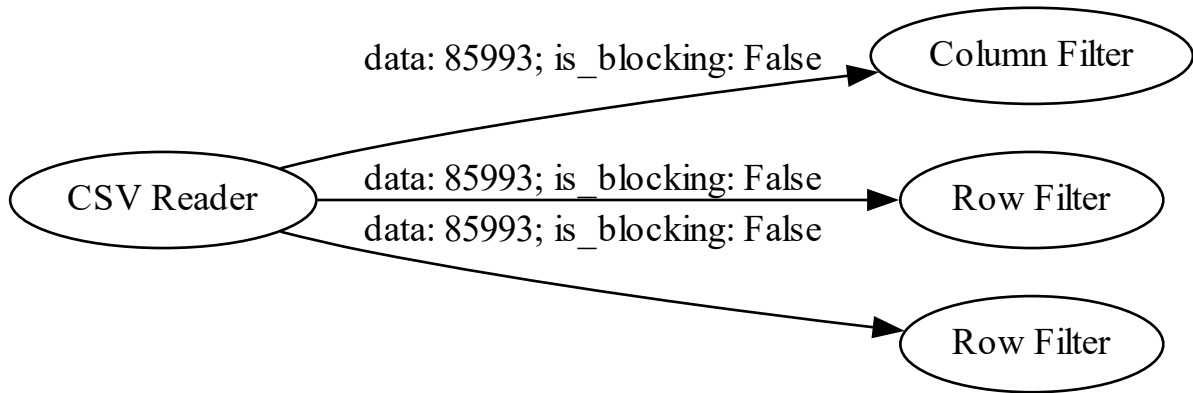 Column Filter
data: 85993; is_blocking: False
CSV Reader
data: 85993; is_blocking: False
Row Filter
data: 85993; is_blocking: False
Row Filter